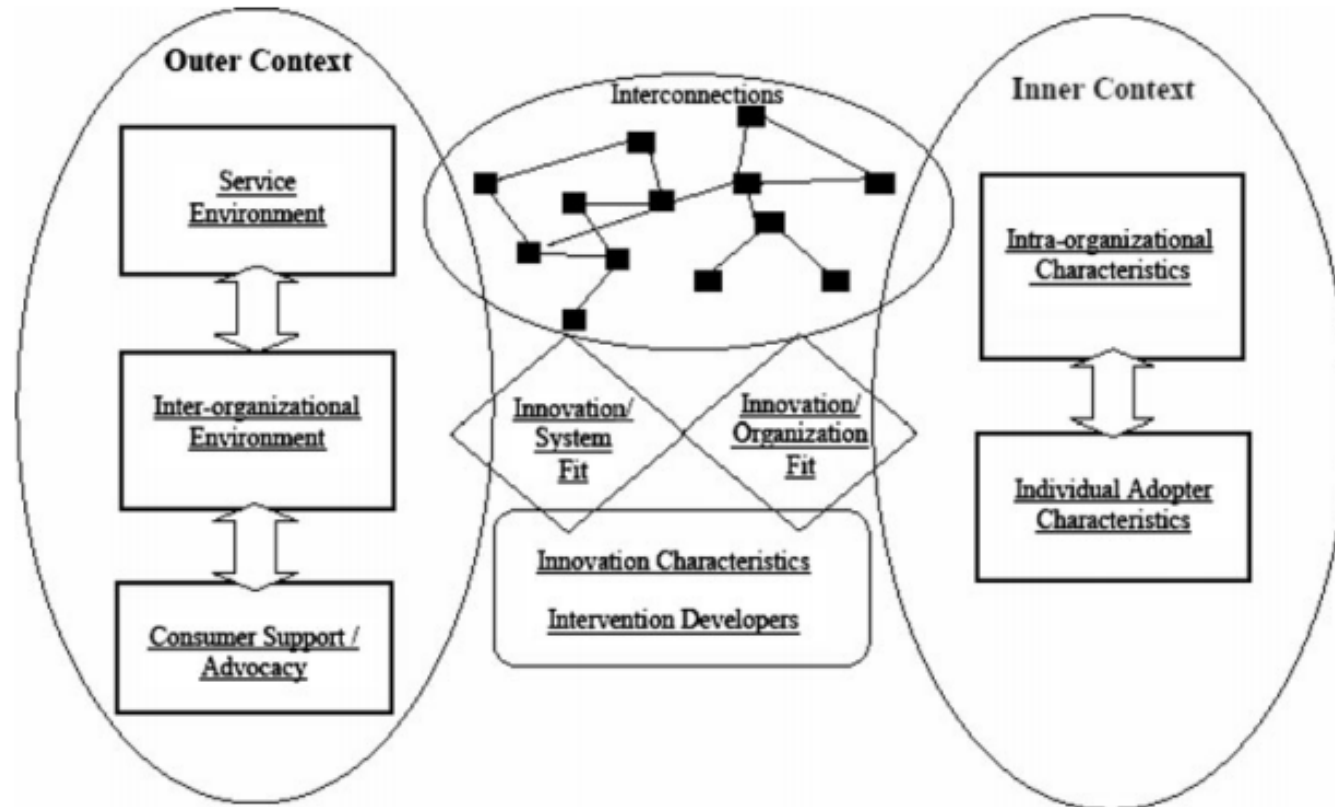 Outer Context
Service
Environment
Inter-organizational
Environment
Consumer Support /
Advocacy
Interconnections
Innovation/
System
Fit
Innovation/
Organization
Fit
Innovation Characteristics
Intervention Developers
Inner Context
Intra-organizational
Characteristics
Individual Adopter
Characteristics